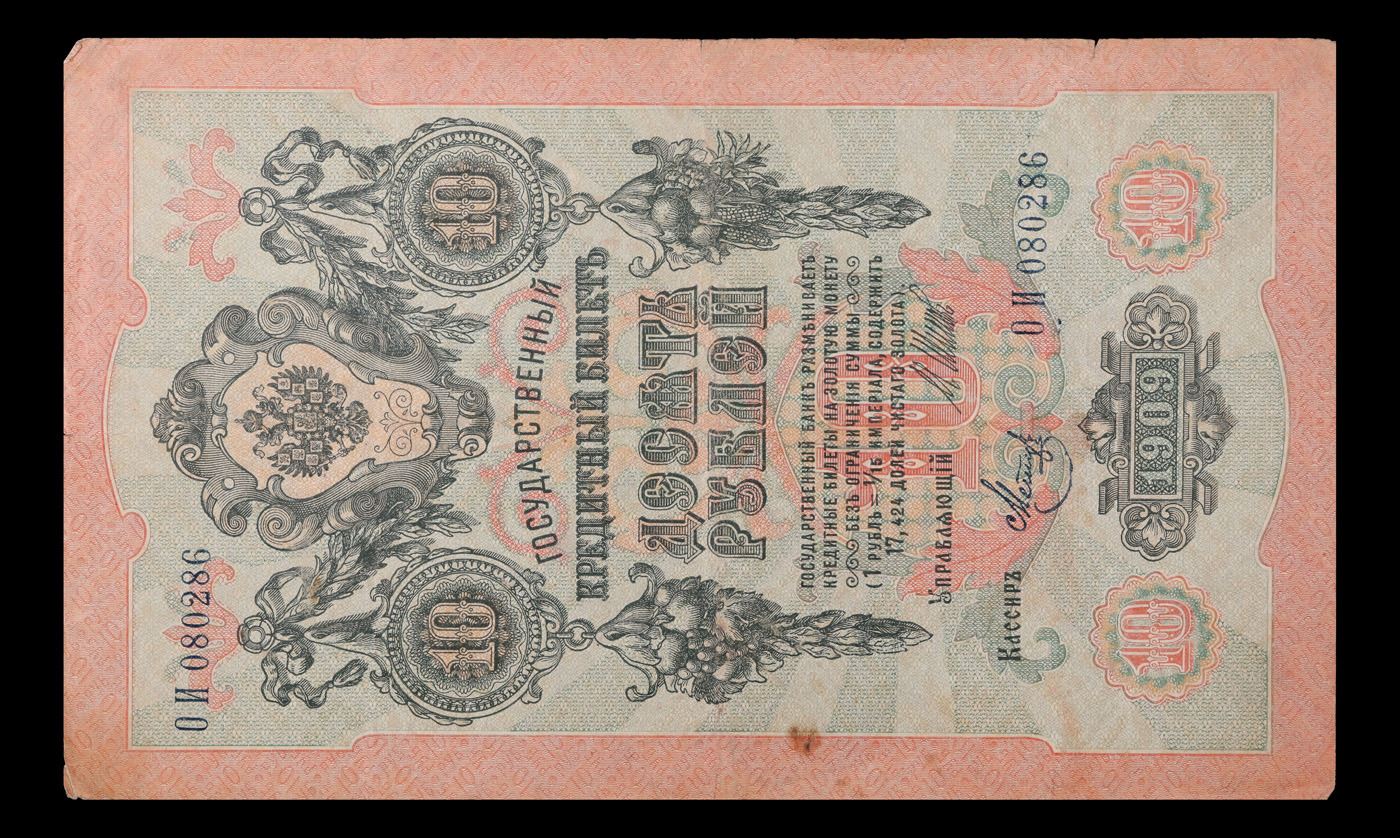 ОИ 080286
10
10
ГОСУДАРСТВЕННЫЙ
КРЕДИТНЫЙ БИЛЕТЪ
ДЕСЯТЬ
РУБЛЕЙ
ГОСУДАРСТВЕННЫЙ БАНКЪ РАЗМѢНИВАЕТЪ
КРЕДИТНЫЕ БИЛЕТЫ НА ЗОЛОТУЮ МОНЕТУ
БЕЗЪ ОГРАНИЧЕНІЯ СУММЫ
(1 РУБЛЬ = 1/15 ИМПЕРІАЛА, СОДЕРЖИТЪ
17,424 ДОЛЕЙ ЧИСТАГО ЗОЛОТА).
10
УПРАВЛЯЮЩІЙ
Кассиръ
ОИ 080286
10
1909
10